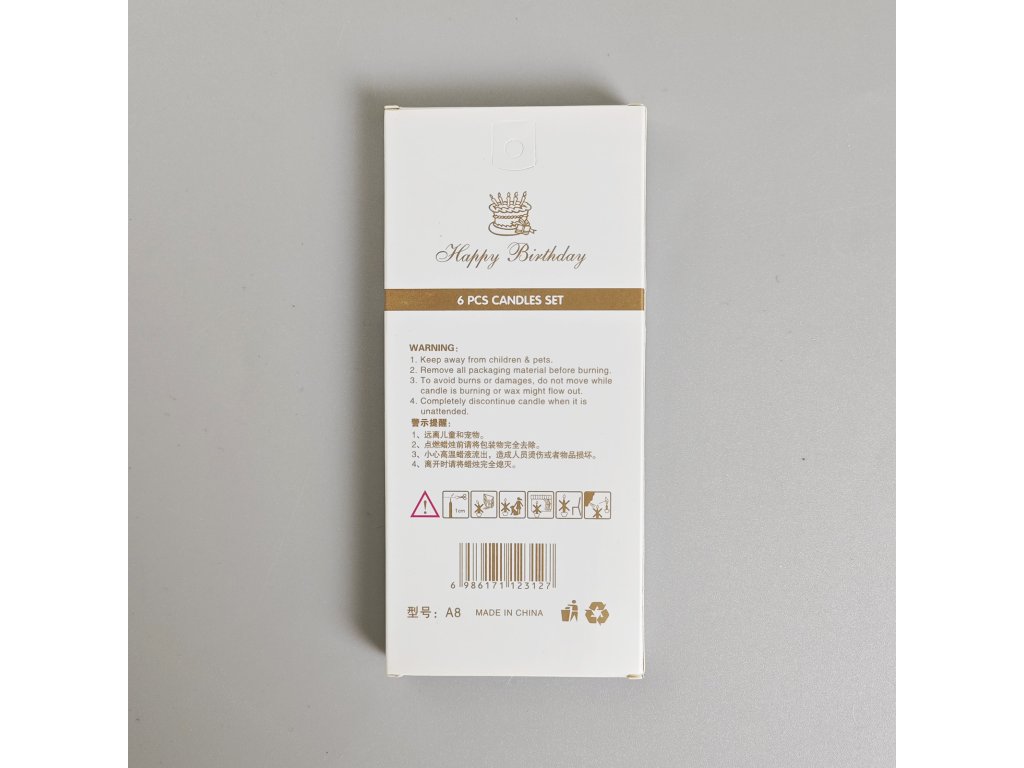 Happy Birthday
6 PCS CANDLES SET
WARNING:
1. Keep away from children & pets.
2. Remove all packaging material before burning.
3. To avoid burns or damages, do not move while
candle is burning or wax might flow out.
4. Completely discontinue candle when it is
unattended.
警示提醒：
1、远离儿童和宠物。
2、点燃蜡烛前请将包装物完全去除。
3、小心高温蜡液流出，造成人员烫伤或者物品损坏。
4、离开时请将蜡烛完全熄灭。
1cm
6 986171 123127
型号：A8 MADE IN CHINA